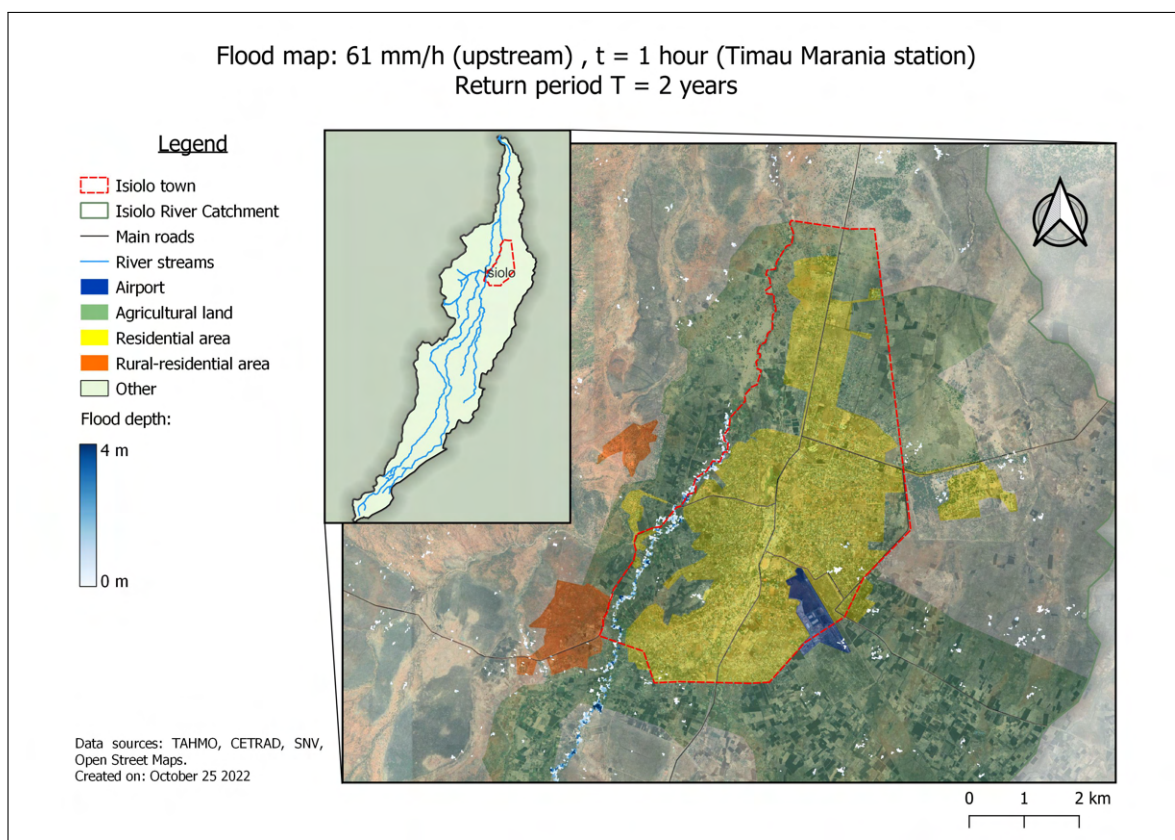 Flood map: 61 mm/h (upstream) , t = 1 hour (Timau Marania station)
Return period T = 2 years
Legend
Isiolo town
Isiolo River Catchment
Main roads
River streams
Airport
Agricultural land
Residential area
Rural-residential area
Other
Flood depth:
4 m
0 m
Isiolo
Data sources: TAHMO, CETRAD, SNV,
Open Street Maps.
Created on: October 25 2022
0 1 2 km